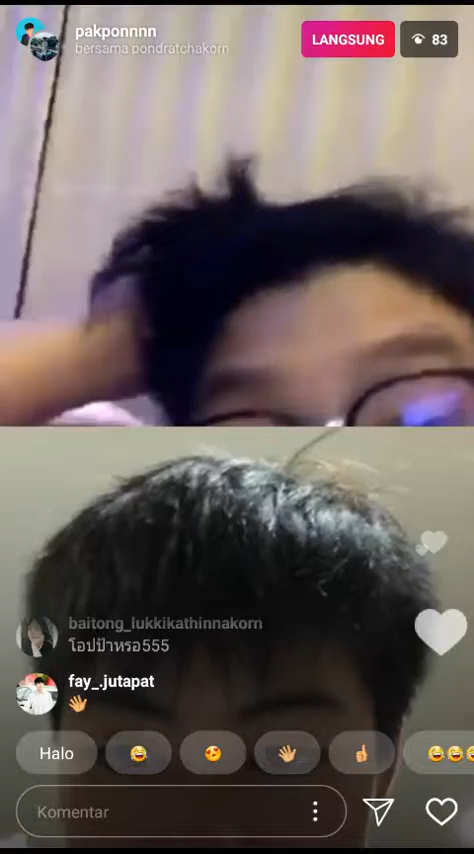 pakponnnn
LANGSUNG
83
bersama pondratchakorn
baitong_lukkikathinnakorn
โอปป้าหรอ555
fay_.jutapat
👋
Halo 😂 😍 👋 ☝ 😂😂😂
Komentar